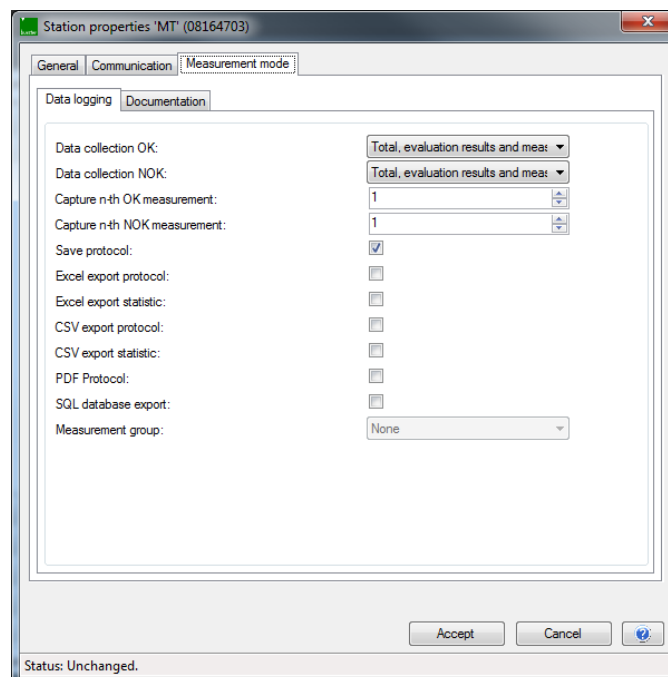 Station properties 'MT' (08164703)
General Communication Measurement mode
Data logging Documentation
Data collection OK: Total, evaluation results and meas
Data collection NOK: Total, evaluation results and meas
Capture n-th OK measurement: 1
Capture n-th NOK measurement: 1
Save protocol:
Excel export protocol:
Excel export statistic:
CSV export protocol:
CSV export statistic:
PDF Protocol:
SQL database export:
Measurement group: None
Accept Cancel
Status: Unchanged.